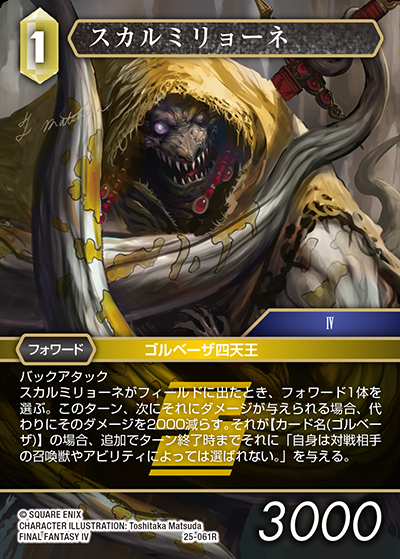 1
スカルミリョーネ
IV
フォワード
ゴルベーザ四天王
バックアタック
スカルミリョーネがフィールドに出たとき、フォワード1体を
選ぶ。このターン、次にそれにダメージが与えられる場合、代
わりにそのダメージを2000減らす。それが【カード名(ゴルベー
ザ)】の場合、追加でターン終了時までそれに「自身は対戦相手
の召喚獣やアビリティによっては選ばれない。」を与える。
© SQUARE ENIX
CHARACTER ILLUSTRATION: Toshitaka Matsuda
FINAL FANTASY IV
25-061R
3000